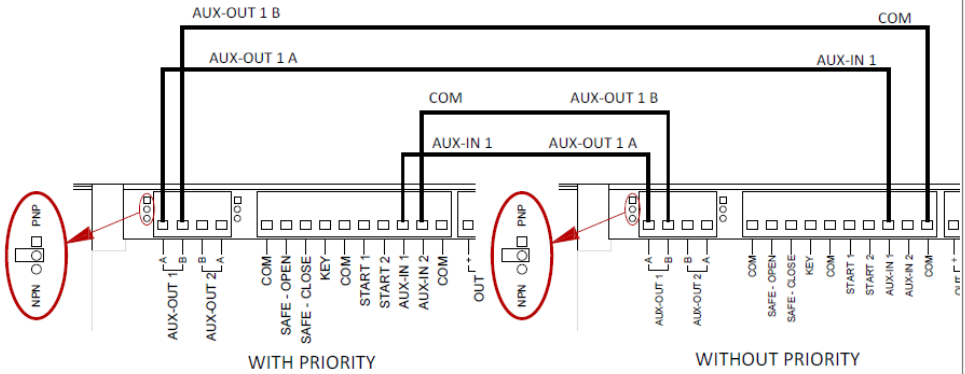 AUX-OUT 1 B
COM
AUX-OUT 1 A
AUX-IN 1
COM
AUX-OUT 1 B
AUX-IN 1
AUX-OUT 1 A
PNP
NPN
A
B
B
A
AUX-OUT 1
AUX-OUT 2
COM
SAFE - OPEN
SAFE - CLOSE
KEY
COM
START 1
START 2
AUX-IN 1
AUX-IN 2
COM
+
OUT
WITH PRIORITY
PNP
NPN
A
B
B
A
AUX-OUT 1
AUX-OUT 2
COM
SAFE - OPEN
SAFE - CLOSE
KEY
COM
START 1
START 2
AUX-IN 1
AUX-IN 2
COM
+
OUT
WITHOUT PRIORITY